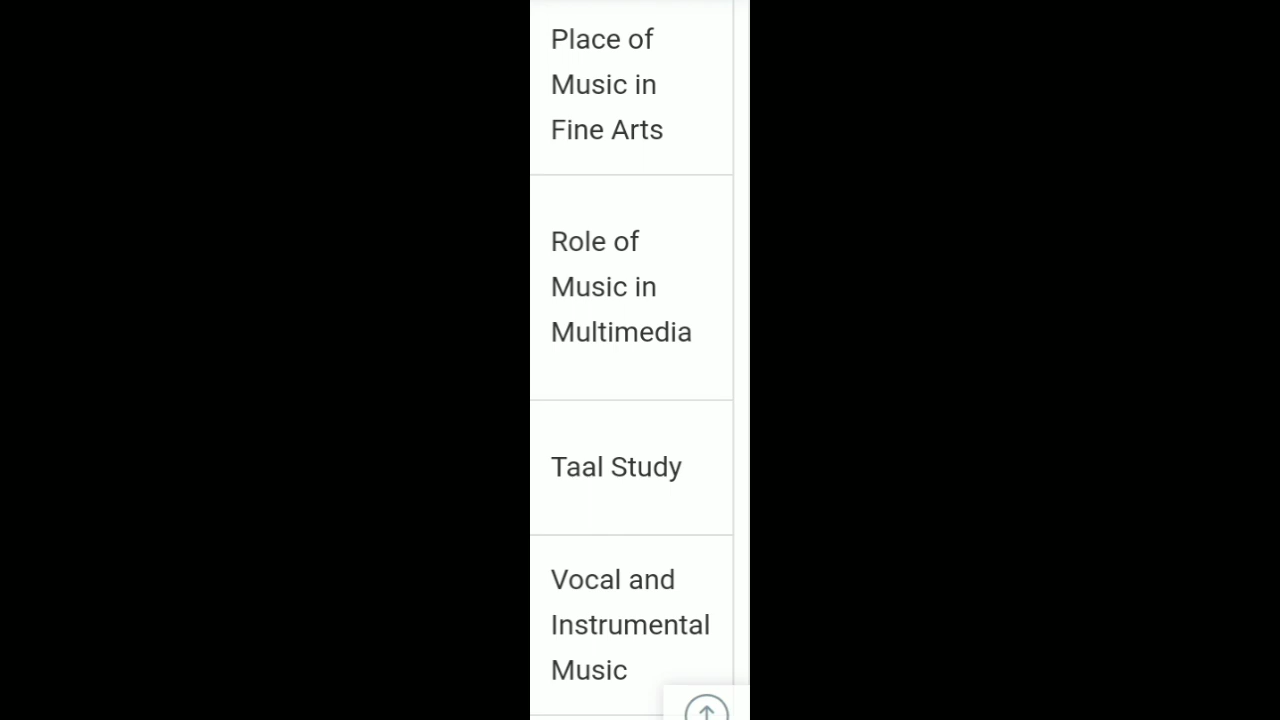 Place of
Music in
Fine Arts
Role of
Music in
Multimedia
Taal Study
Vocal and
Instrumental
Music